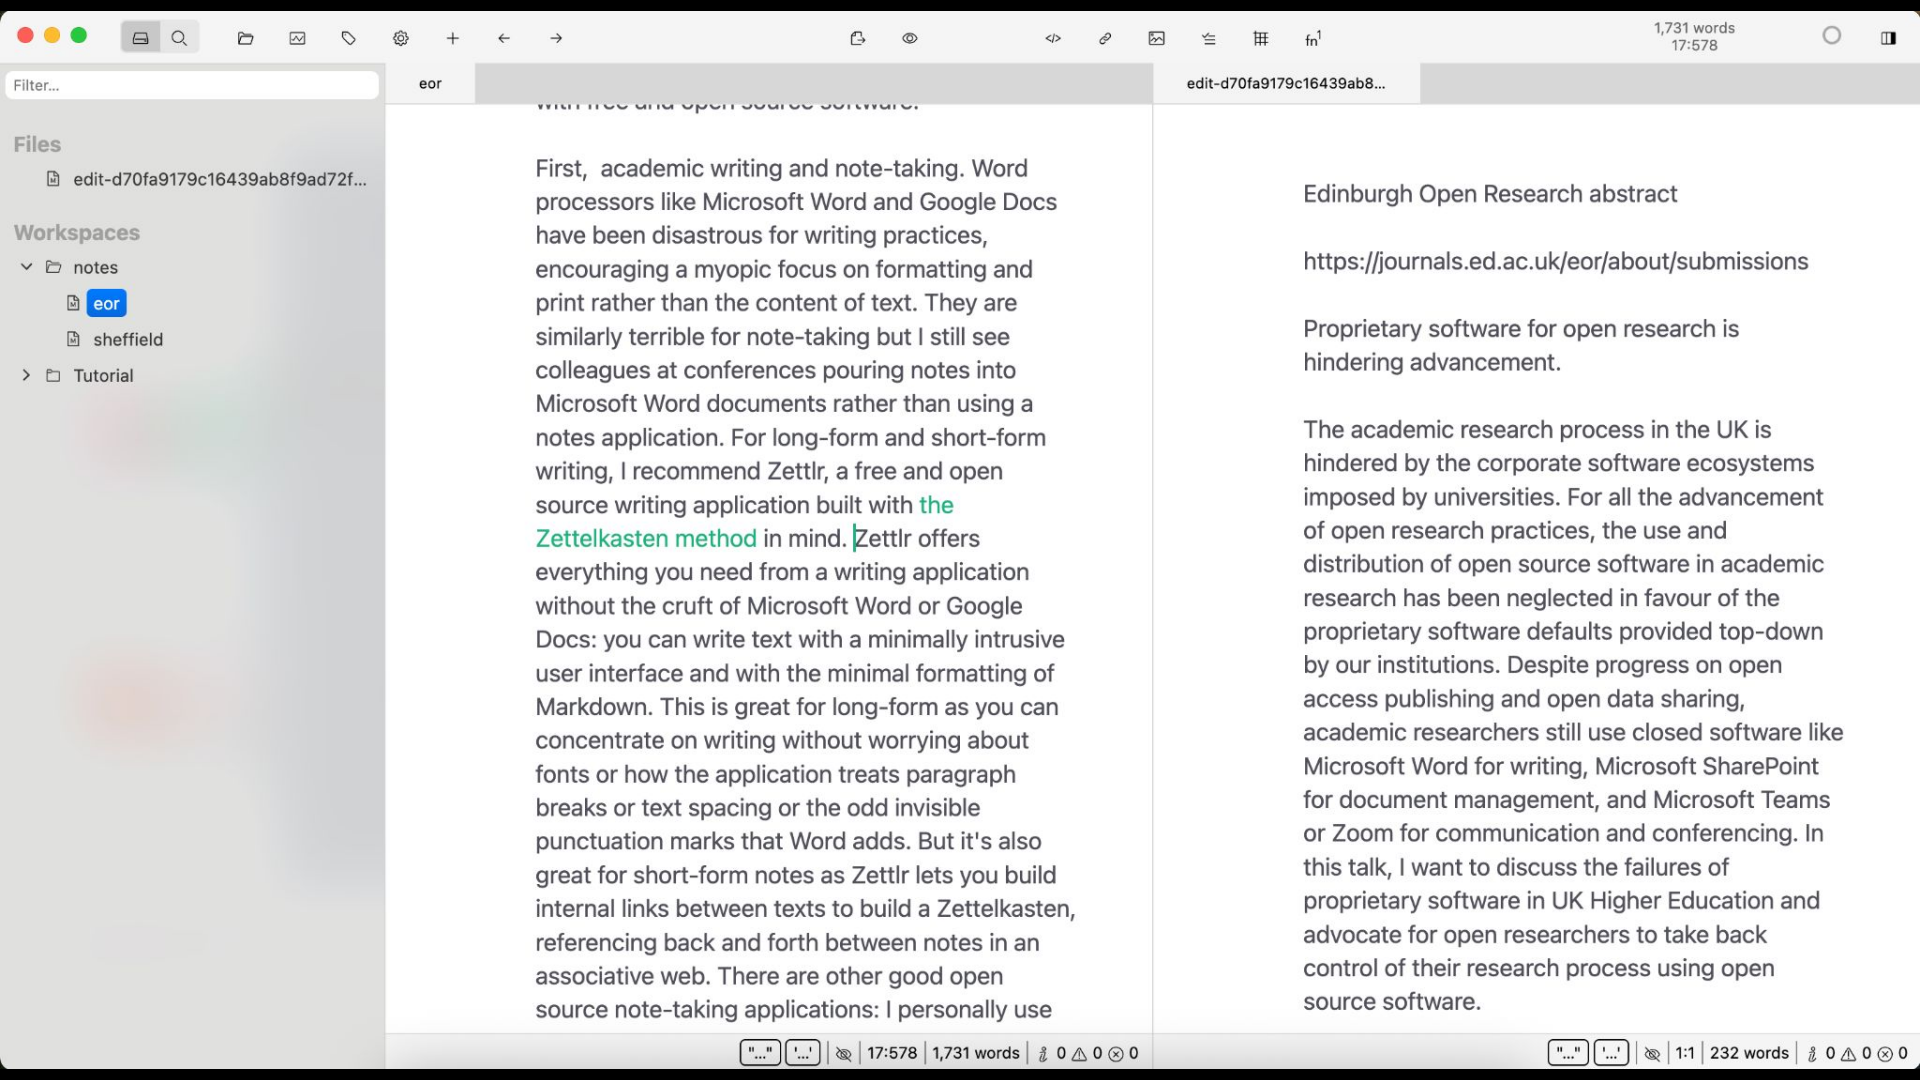 1,731 words
17:578
Filter...
eor
edit-d70fa9179c16439ab8...
Files
edit-d70fa9179c16439ab8f9ad72f...
Workspaces
notes
eor
sheffield
Tutorial
with free and open source software.
First,  academic writing and note-taking. Word
processors like Microsoft Word and Google Docs
have been disastrous for writing practices,
encouraging a myopic focus on formatting and
print rather than the content of text. They are
similarly terrible for note-taking but I still see
colleagues at conferences pouring notes into
Microsoft Word documents rather than using a
notes application. For long-form and short-form
writing, I recommend Zettlr, a free and open
source writing application built with the
Zettelkasten method in mind. Zettlr offers
everything you need from a writing application
without the cruft of Microsoft Word or Google
Docs: you can write text with a minimally intrusive
user interface and with the minimal formatting of
Markdown. This is great for long-form as you can
concentrate on writing without worrying about
fonts or how the application treats paragraph
breaks or text spacing or the odd invisible
punctuation marks that Word adds. But it's also
great for short-form notes as Zettlr lets you build
internal links between texts to build a Zettelkasten,
referencing back and forth between notes in an
associative web. There are other good open
source note-taking applications: I personally use
"..." '...' 17:578 1,731 words 0 0 0
Edinburgh Open Research abstract
https://journals.ed.ac.uk/eor/about/submissions
Proprietary software for open research is
hindering advancement.
The academic research process in the UK is
hindered by the corporate software ecosystems
imposed by universities. For all the advancement
of open research practices, the use and
distribution of open source software in academic
research has been neglected in favour of the
proprietary software defaults provided top-down
by our institutions. Despite progress on open
access publishing and open data sharing,
academic researchers still use closed software like
Microsoft Word for writing, Microsoft SharePoint
for document management, and Microsoft Teams
or Zoom for communication and conferencing. In
this talk, I want to discuss the failures of
proprietary software in UK Higher Education and
advocate for open researchers to take back
control of their research process using open
source software.
"..." '...' 1:1 232 words 0 0 0